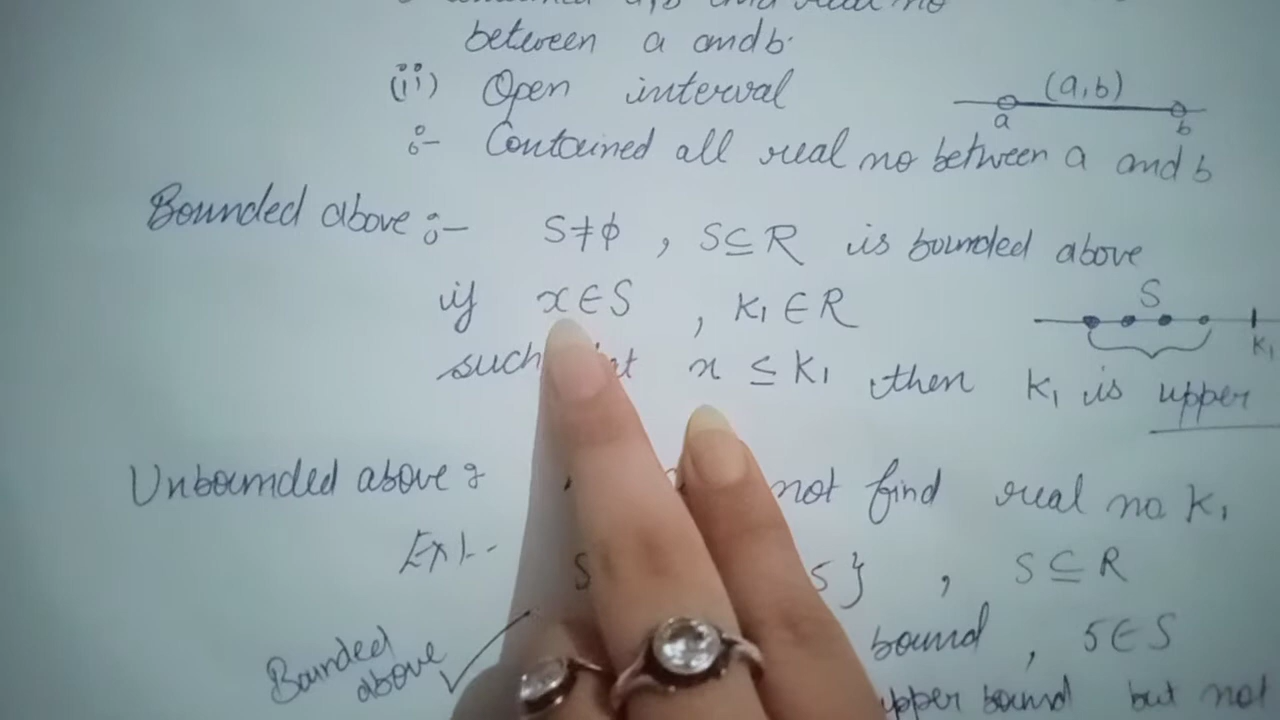 between a and b.
(ii) Open interval (a,b)
a b
:- Contained all real no between a and b
Bounded above :- S≠ϕ , S⊆R is bounded above
if x∈S , K₁∈R S
such x ≤ K₁ then K₁ is upper K₁
Unbounded above : not find real no K₁
Ex1.- S 5} , S⊆R
Bounded above bound , 5∈S
upper bound but not